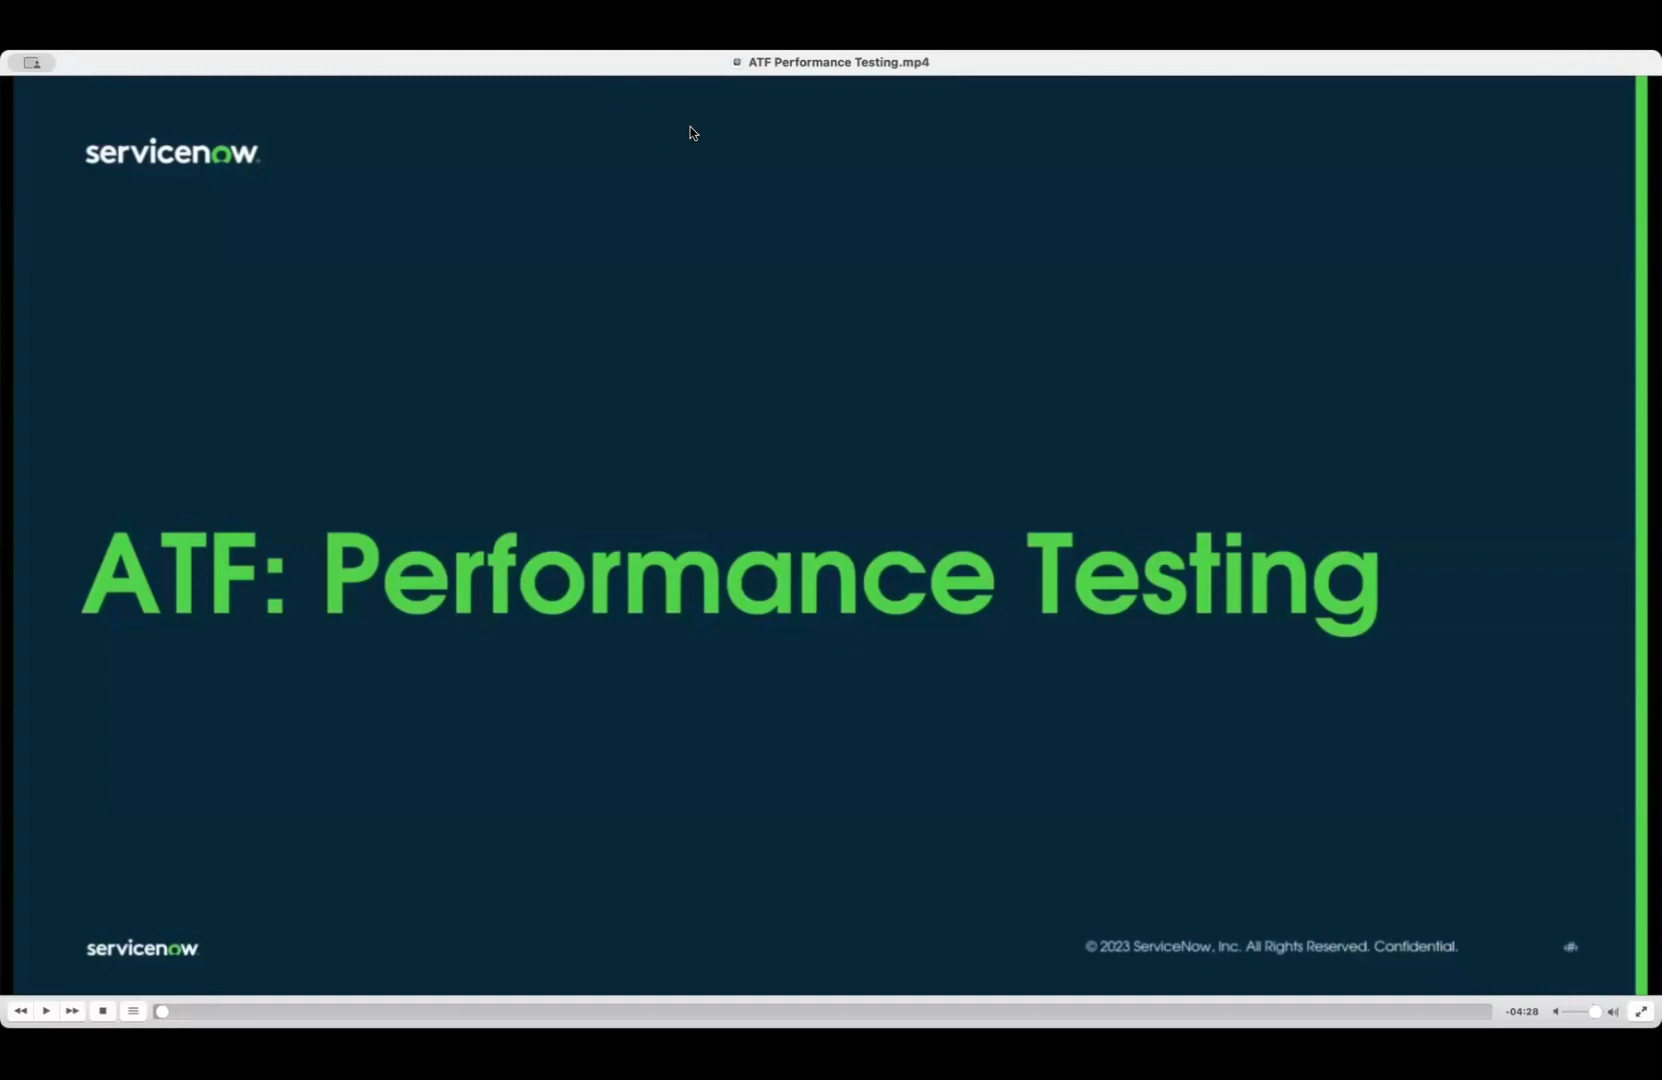 ATF Performance Testing.mp4
servicenow
ATF: Performance Testing
servicenow
© 2023 ServiceNow, Inc. All Rights Reserved. Confidential.
-04:28